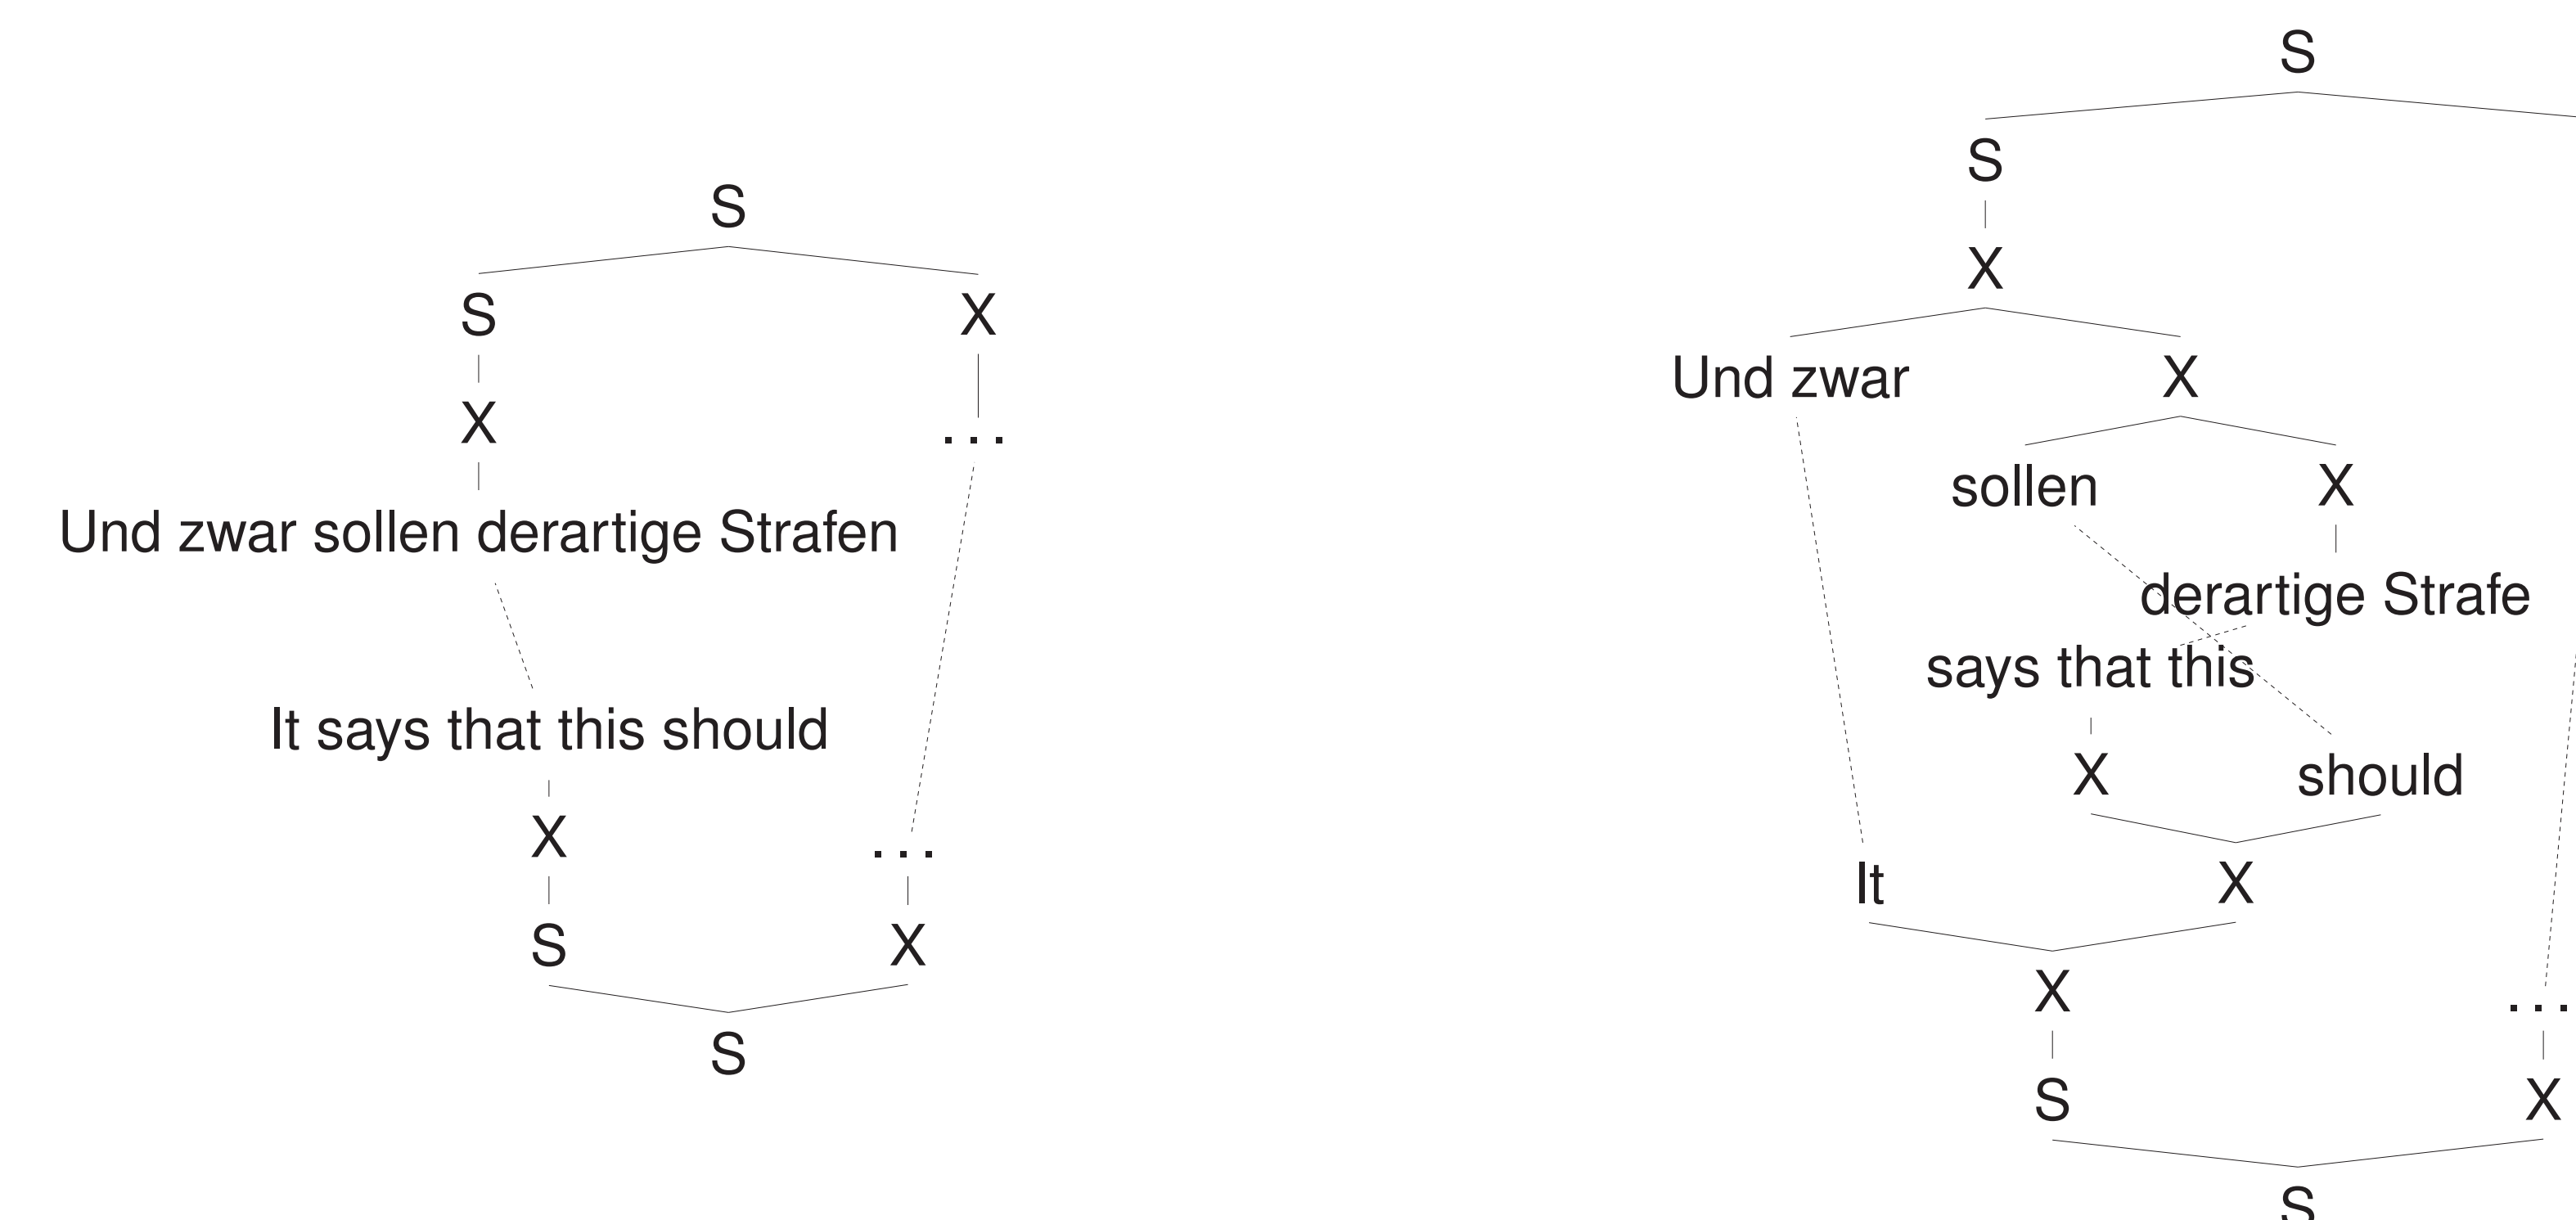 S
S X
X
...
Und zwar sollen derartige Strafen
It says that this should
X
...
S X
S
S
S
X
Und zwar X
sollen X
derartige Strafe
says that this
X should
It X
X
...
S X
S